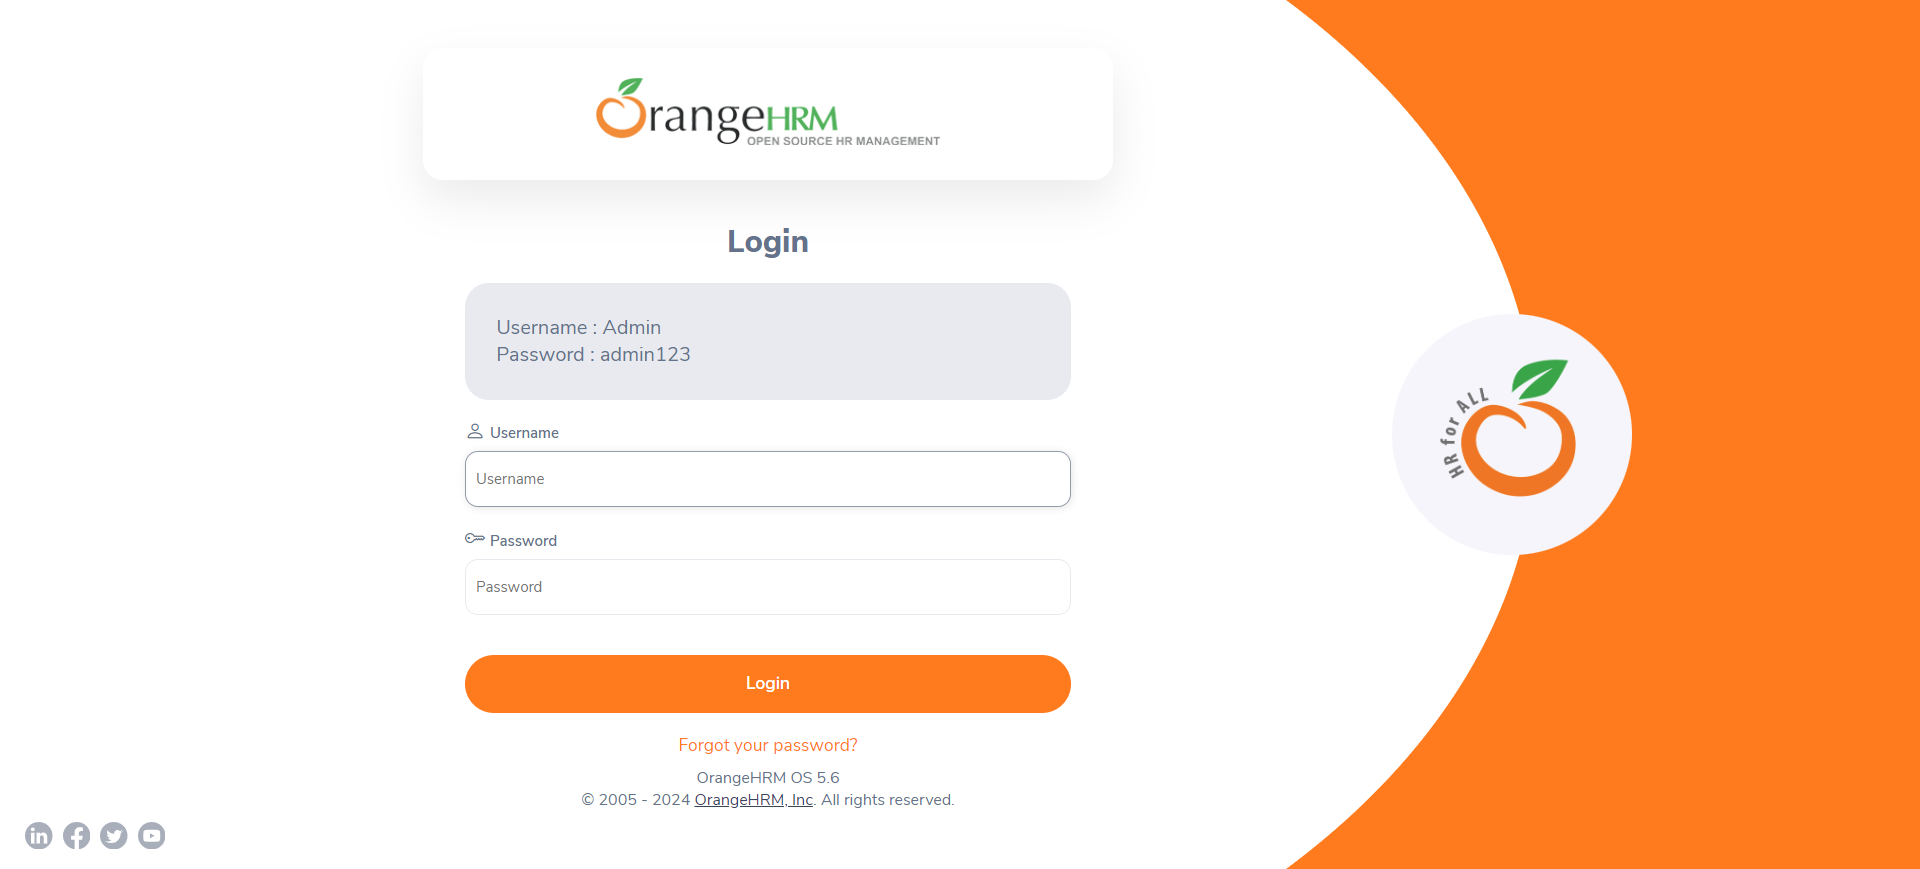 OrangeHRM
OPEN SOURCE HR MANAGEMENT
Login
Username : Admin
Password : admin123
Username
Username
Password
Password
Login
Forgot your password?
OrangeHRM OS 5.6
© 2005 - 2024 OrangeHRM, Inc. All rights reserved.
HR for ALL